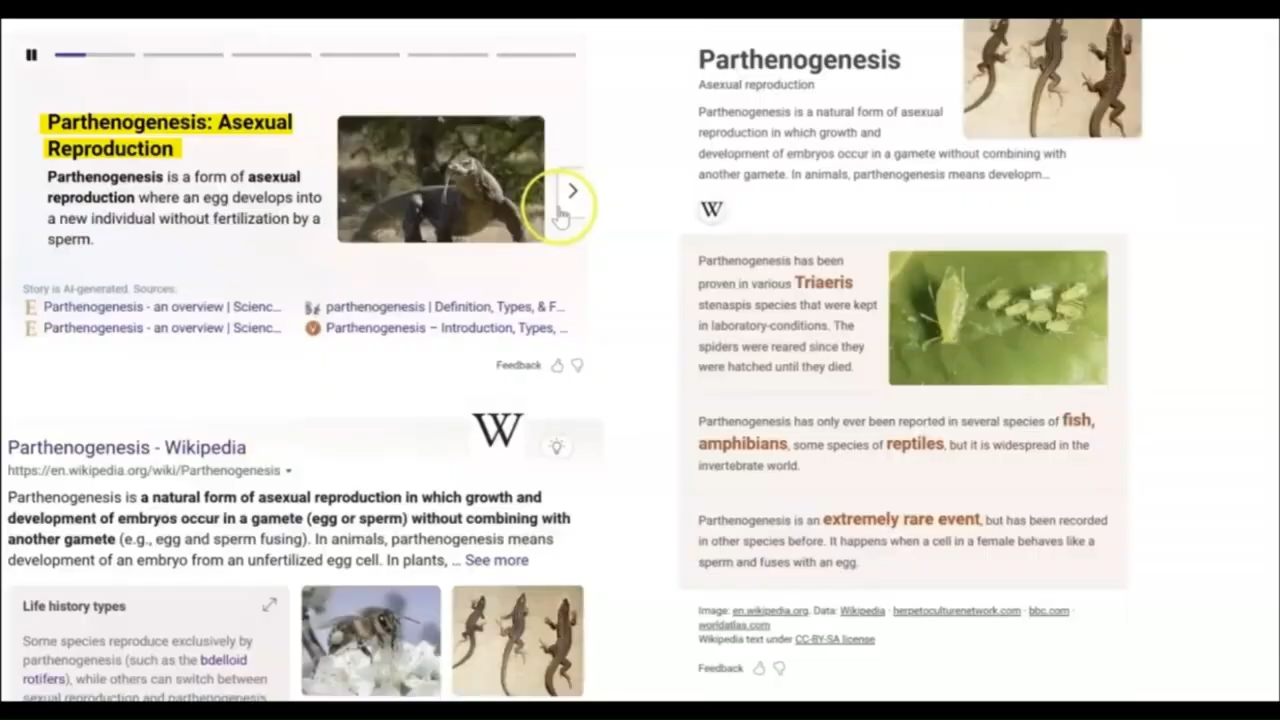 Parthenogenesis: Asexual
Reproduction
Parthenogenesis is a form of asexual
reproduction where an egg develops into
a new individual without fertilization by a
sperm.
Story is AI-generated. Sources:
Parthenogenesis - an overview | Scienc...
parthenogenesis | Definition, Types, & F...
Parthenogenesis - an overview | Scienc...
Parthenogenesis – Introduction, Types, ...
Feedback
W
Parthenogenesis - Wikipedia
https://en.wikipedia.org/wiki/Parthenogenesis
Parthenogenesis is a natural form of asexual reproduction in which growth and
development of embryos occur in a gamete (egg or sperm) without combining with
another gamete (e.g., egg and sperm fusing). In animals, parthenogenesis means
development of an embryo from an unfertilized egg cell. In plants, ... See more
Life history types
Some species reproduce exclusively by
parthenogenesis (such as the bdelloid
rotifers), while others can switch between
sexual reproduction and parthenogenesis
Parthenogenesis
Asexual reproduction
Parthenogenesis is a natural form of asexual
reproduction in which growth and
development of embryos occur in a gamete without combining with
another gamete. In animals, parthenogenesis means developm...
W
Parthenogenesis has been
proven in various Triaeris
stenaspis species that were kept
in laboratory-conditions. The
spiders were reared since they
were hatched until they died.
Parthenogenesis has only ever been reported in several species of fish,
amphibians, some species of reptiles, but it is widespread in the
invertebrate world.
Parthenogenesis is an extremely rare event, but has been recorded
in other species before. It happens when a cell in a female behaves like a
sperm and fuses with an egg.
Image: en.wikipedia.org. Data: Wikipedia · herpetoculturenetwork.com · bbc.com ·
worldatlas.com
Wikipedia text under CC-BY-SA license
Feedback